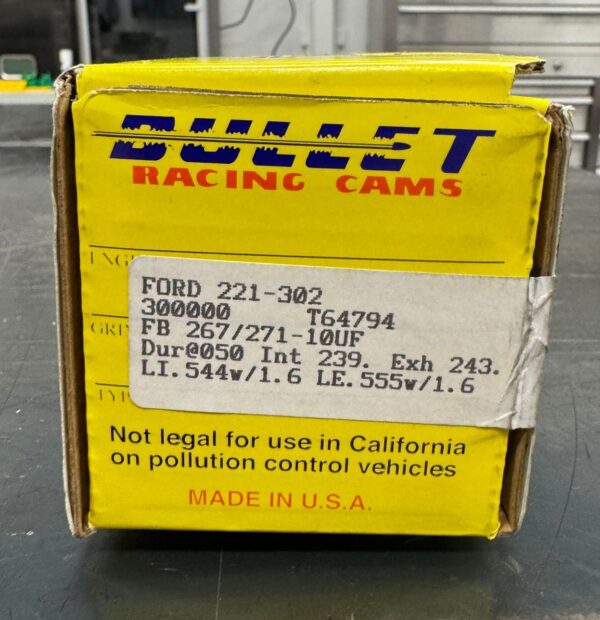 BULLET
RACING CAMS
FORD 221-302
300000 T64794
FB 267/271-10UF
Dur@050 Int 239. Exh 243.
LI.544w/1.6 LE.555w/1.6
Not legal for use in California
on pollution control vehicles
MADE IN U.S.A.